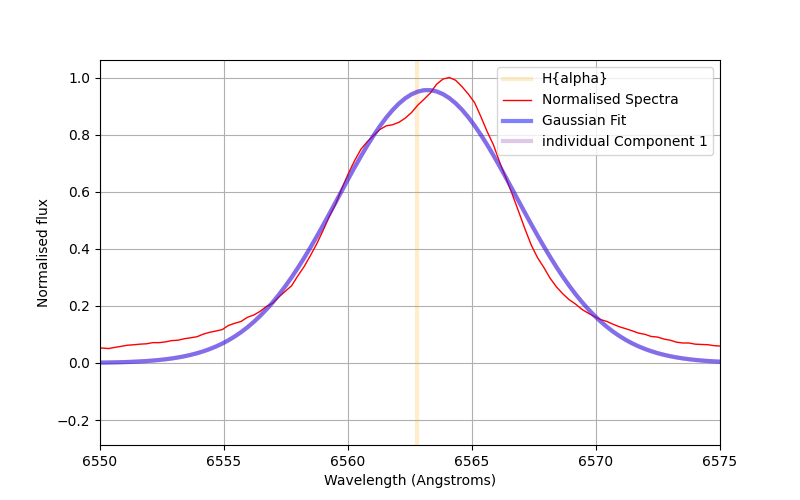 H{alpha}
Normalised Spectra
Gaussian Fit
individual Component 1
1.0
0.8
0.6
0.4
0.2
0.0
−0.2
Normalised flux
6550 6555 6560 6565 6570 6575
Wavelength (Angstroms)